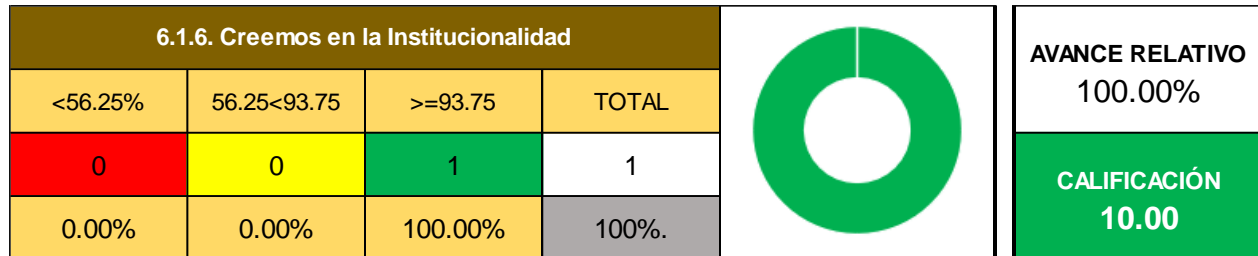 6.1.6. Creemos en la Institucionalidad
<56.25% 56.25<93.75 >=93.75 TOTAL
0 0 1 1
0.00% 0.00% 100.00% 100%.
AVANCE RELATIVO
100.00%
CALIFICACIÓN
10.00